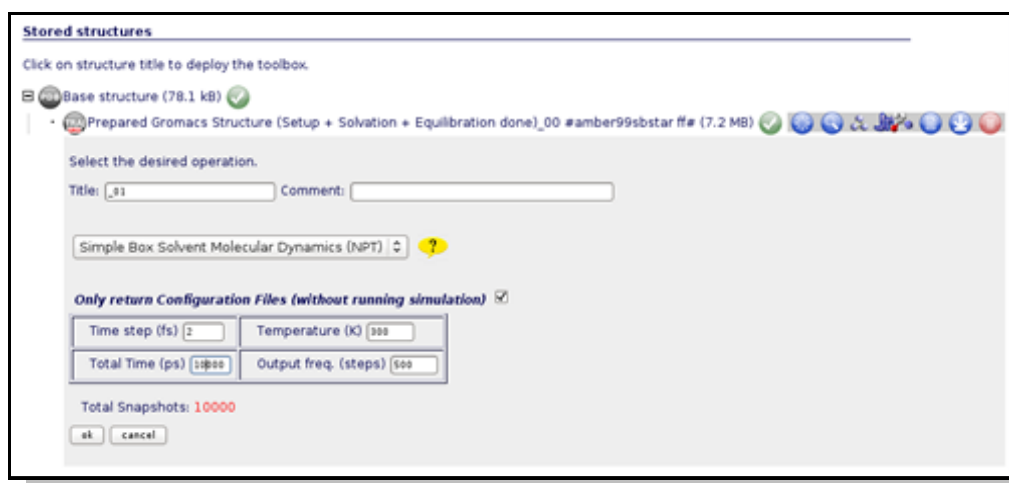 Stored structures
Click on structure title to deploy the toolbox.
Base structure (78.1 kB)
Prepared Gromacs Structure (Setup + Solvation + Equilibration done)_00 #amber99sbstar ff# (7.2 MB)
Select the desired operation.
Title: _01 Comment:
Simple Box Solvent Molecular Dynamics (NPT) ?
Only return Configuration Files (without running simulation)
Time step (fs) 2 Temperature (K) 300
Total Time (ps) 10000 Output freq. (steps) 500
Total Snapshots: 10000
ok cancel